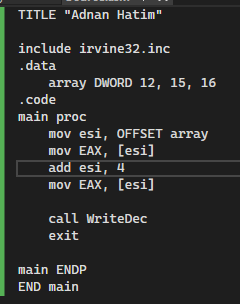 TITLE "Adnan Hatim"
include irvine32.inc
.data
array DWORD 12, 15, 16
.code
main proc
mov esi, OFFSET array
mov EAX, [esi]
add esi, 4
mov EAX, [esi]
call WriteDec
exit
main ENDP
END main